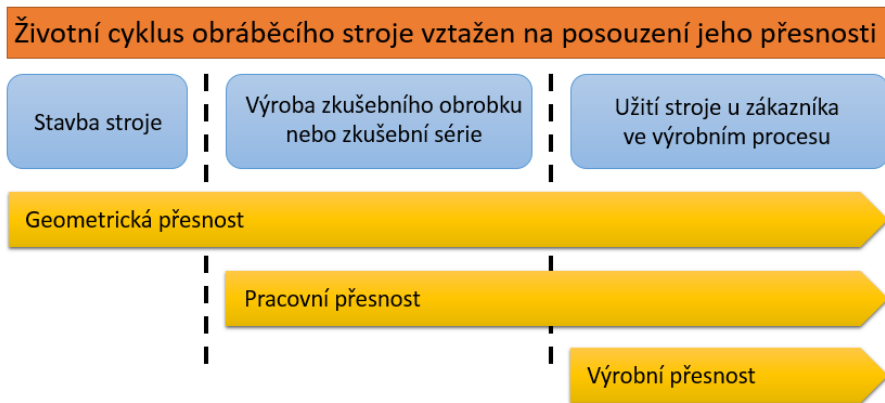 Životní cyklus obráběcího stroje vztažen na posouzení jeho přesnosti
Stavba stroje
Výroba zkušebního obrobku
nebo zkušební série
Užití stroje u zákazníka
ve výrobním procesu
Geometrická přesnost
Pracovní přesnost
Výrobní přesnost